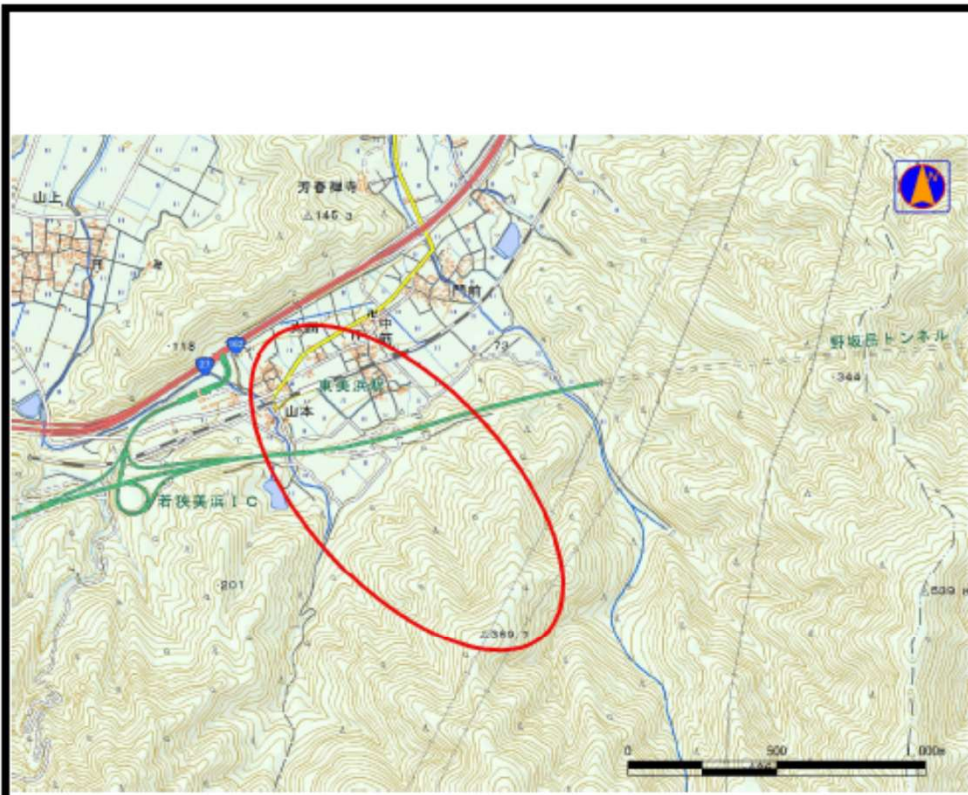 芳春禅寺
山上
△145.3
N
門前
野坂岳トンネル
162
・118
27
73
・344
東美浜駅
山本
若狭美浜IC
・201
△369.7
0 500 1,000m